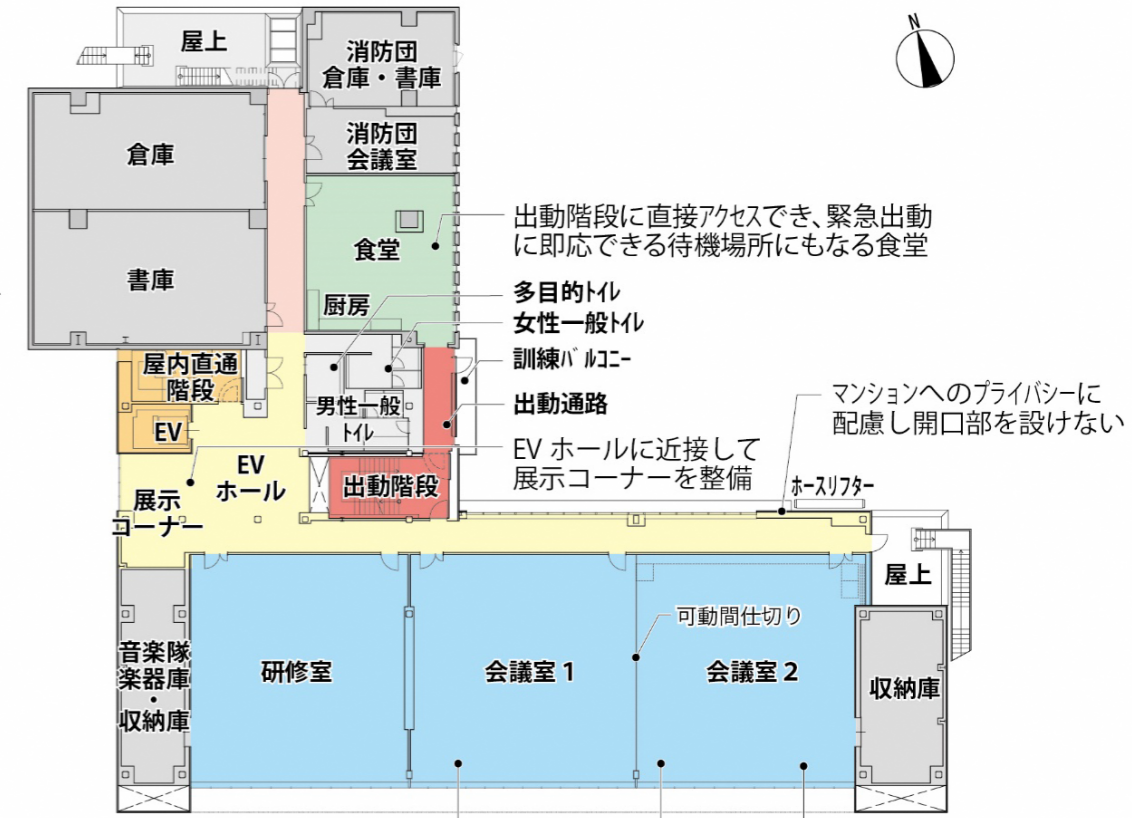 N
屋上
消防団
倉庫・書庫
倉庫
消防団
会議室
出動階段に直接アクセスでき、緊急出動
に即応できる待機場所にもなる食堂
食堂
書庫
厨房
多目的トイレ
女性一般トイレ
訓練バルコニー
屋内直通
階段
男性一般
トイレ
出動通路
マンションへのプライバシーに
配慮し開口部を設けない
EV
EV
ホール
EV ホールに近接して
展示コーナーを整備
出動階段
ホースリフター
展示
コーナー
屋上
可動間仕切り
音楽隊
楽器庫
・
収納庫
研修室
会議室 1
会議室 2
収納庫